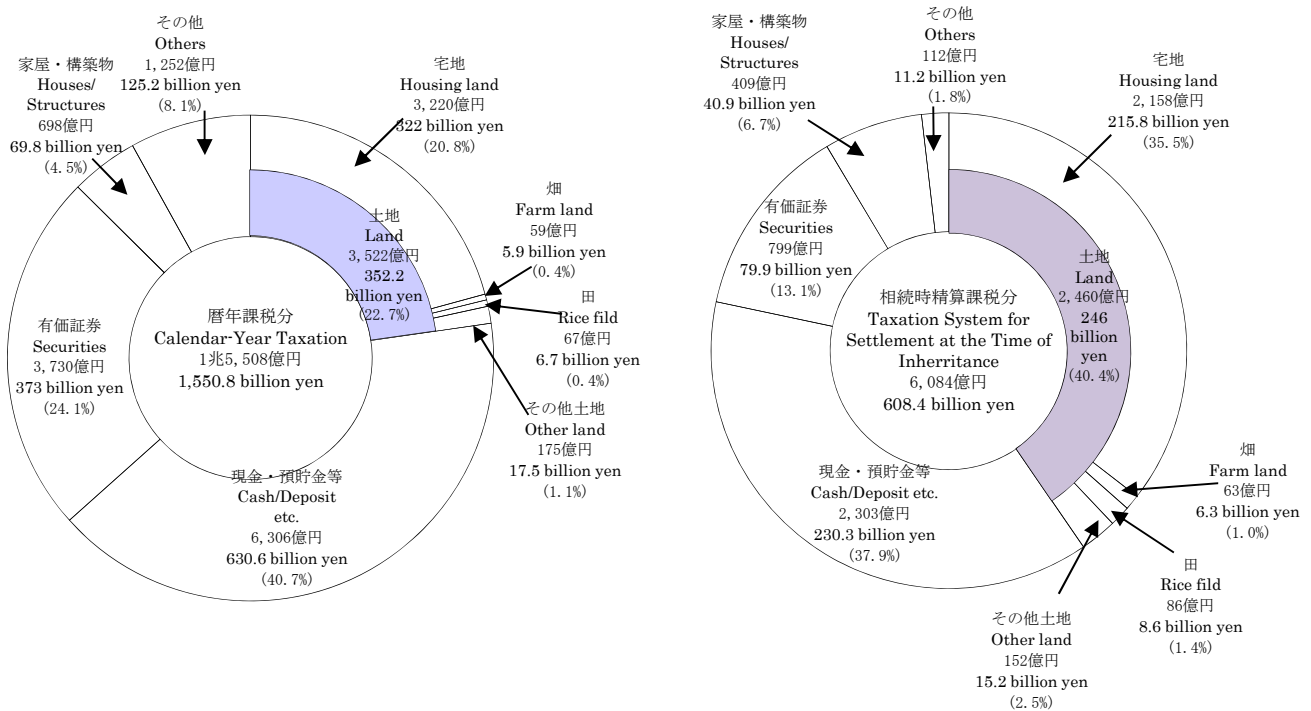 その他
Others
1,252億円
125.2 billion yen
(8.1%)
家屋・構築物
Houses/
Structures
698億円
69.8 billion yen
(4.5%)
宅地
Housing land
3,220億円
322 billion yen
(20.8%)
畑
Farm land
59億円
5.9 billion yen
(0.4%)
土地
Land
3,522億円
352.2
billion yen
(22.7%)
田
Rice fild
67億円
6.7 billion yen
(0.4%)
暦年課税分
Calendar-Year Taxation
1兆5,508億円
1,550.8 billion yen
有価証券
Securities
3,730億円
373 billion yen
(24.1%)
その他土地
Other land
175億円
17.5 billion yen
(1.1%)
現金・預貯金等
Cash/Deposit
etc.
6,306億円
630.6 billion yen
(40.7%)
家屋・構築物
Houses/
Structures
409億円
40.9 billion yen
(6.7%)
その他
Others
112億円
11.2 billion yen
(1.8%)
宅地
Housing land
2,158億円
215.8 billion yen
(35.5%)
有価証券
Securities
799億円
79.9 billion yen
(13.1%)
土地
Land
2,460億円
246
billion
yen
(40.4%)
相続時精算課税分
Taxation System for
Settlement at the Time of
Inherritance
6,084億円
608.4 billion yen
現金・預貯金等
Cash/Deposit etc.
2,303億円
230.3 billion yen
(37.9%)
畑
Farm land
63億円
6.3 billion yen
(1.0%)
田
Rice fild
86億円
8.6 billion yen
(1.4%)
その他土地
Other land
152億円
15.2 billion yen
(2.5%)